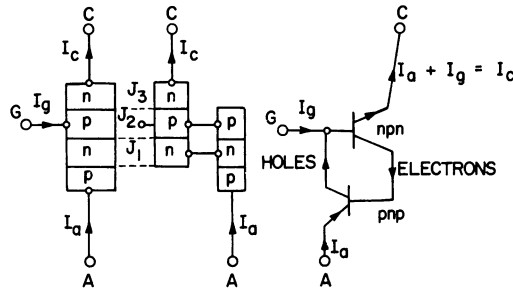 C C C
I_c I_c I_a + I_g = I_c
n J_3 n
G I_g p J_2 p p G I_g npn
n J_1 n n HOLES ELECTRONS
p p pnp
I_a I_a I_a
A A A